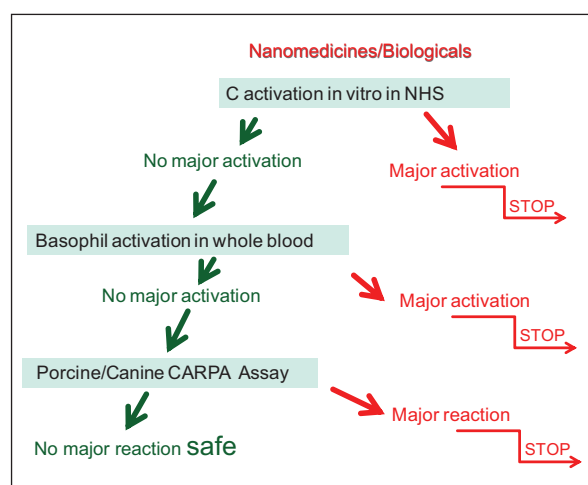 Nanomedicines/Biologicals
C activation in vitro in NHS
No major activation
Major activation
STOP
Basophil activation in whole blood
No major activation
Major activation
STOP
Porcine/Canine CARPA Assay
Major reaction
No major reaction safe
STOP